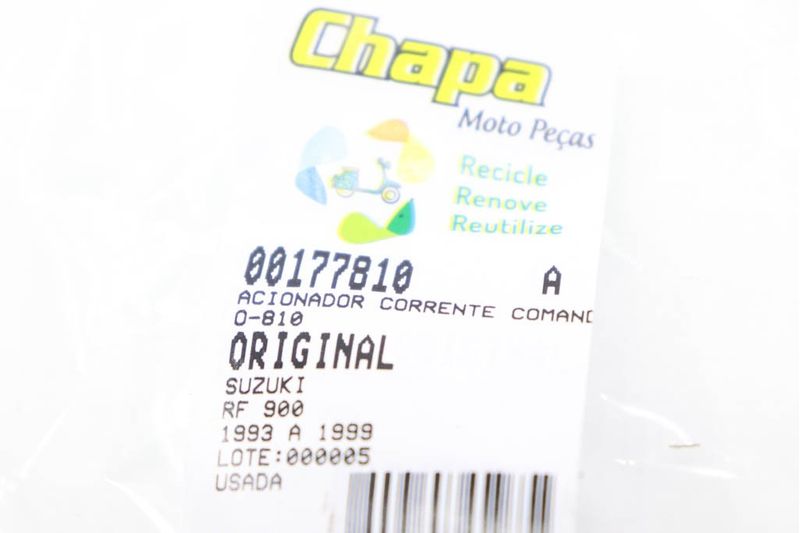 Chapa
Moto Peças
Recicle
Renove
Reutilize
00177810 A
ACIONADOR CORRENTE COMAND
O-810
ORIGINAL
SUZUKI
RF 900
1993 A 1999
LOTE:000005
USADA